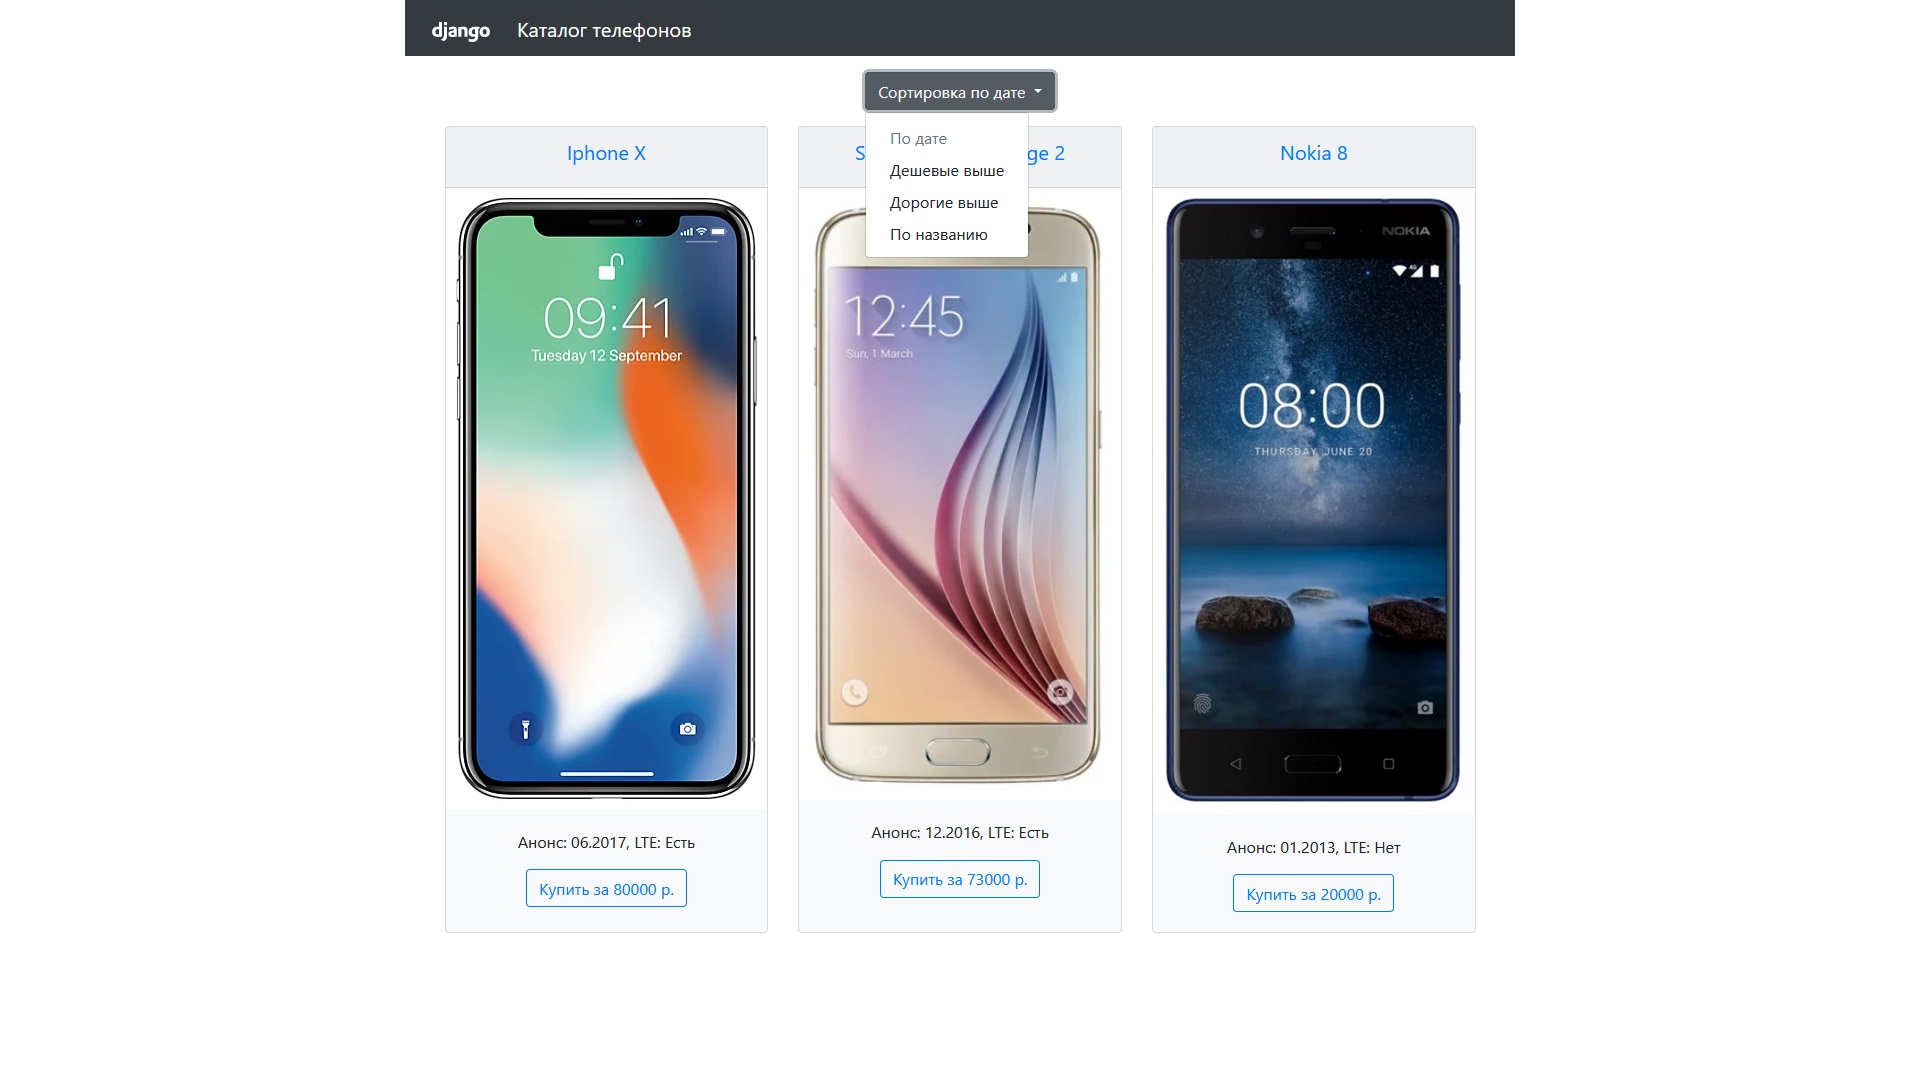 django Каталог телефонов
Сортировка по дате
По дате
Дешевые выше
Дорогие выше
По названию
Iphone X
ge 2
Nokia 8
09:41
Tuesday 12 September
12:45
Sun, 1 March
NOKIA
4G
08:00
THURSDAY, JUNE 20
Анонс: 06.2017, LTE: Есть
Купить за 80000 р.
Анонс: 12.2016, LTE: Есть
Купить за 73000 р.
Анонс: 01.2013, LTE: Нет
Купить за 20000 р.